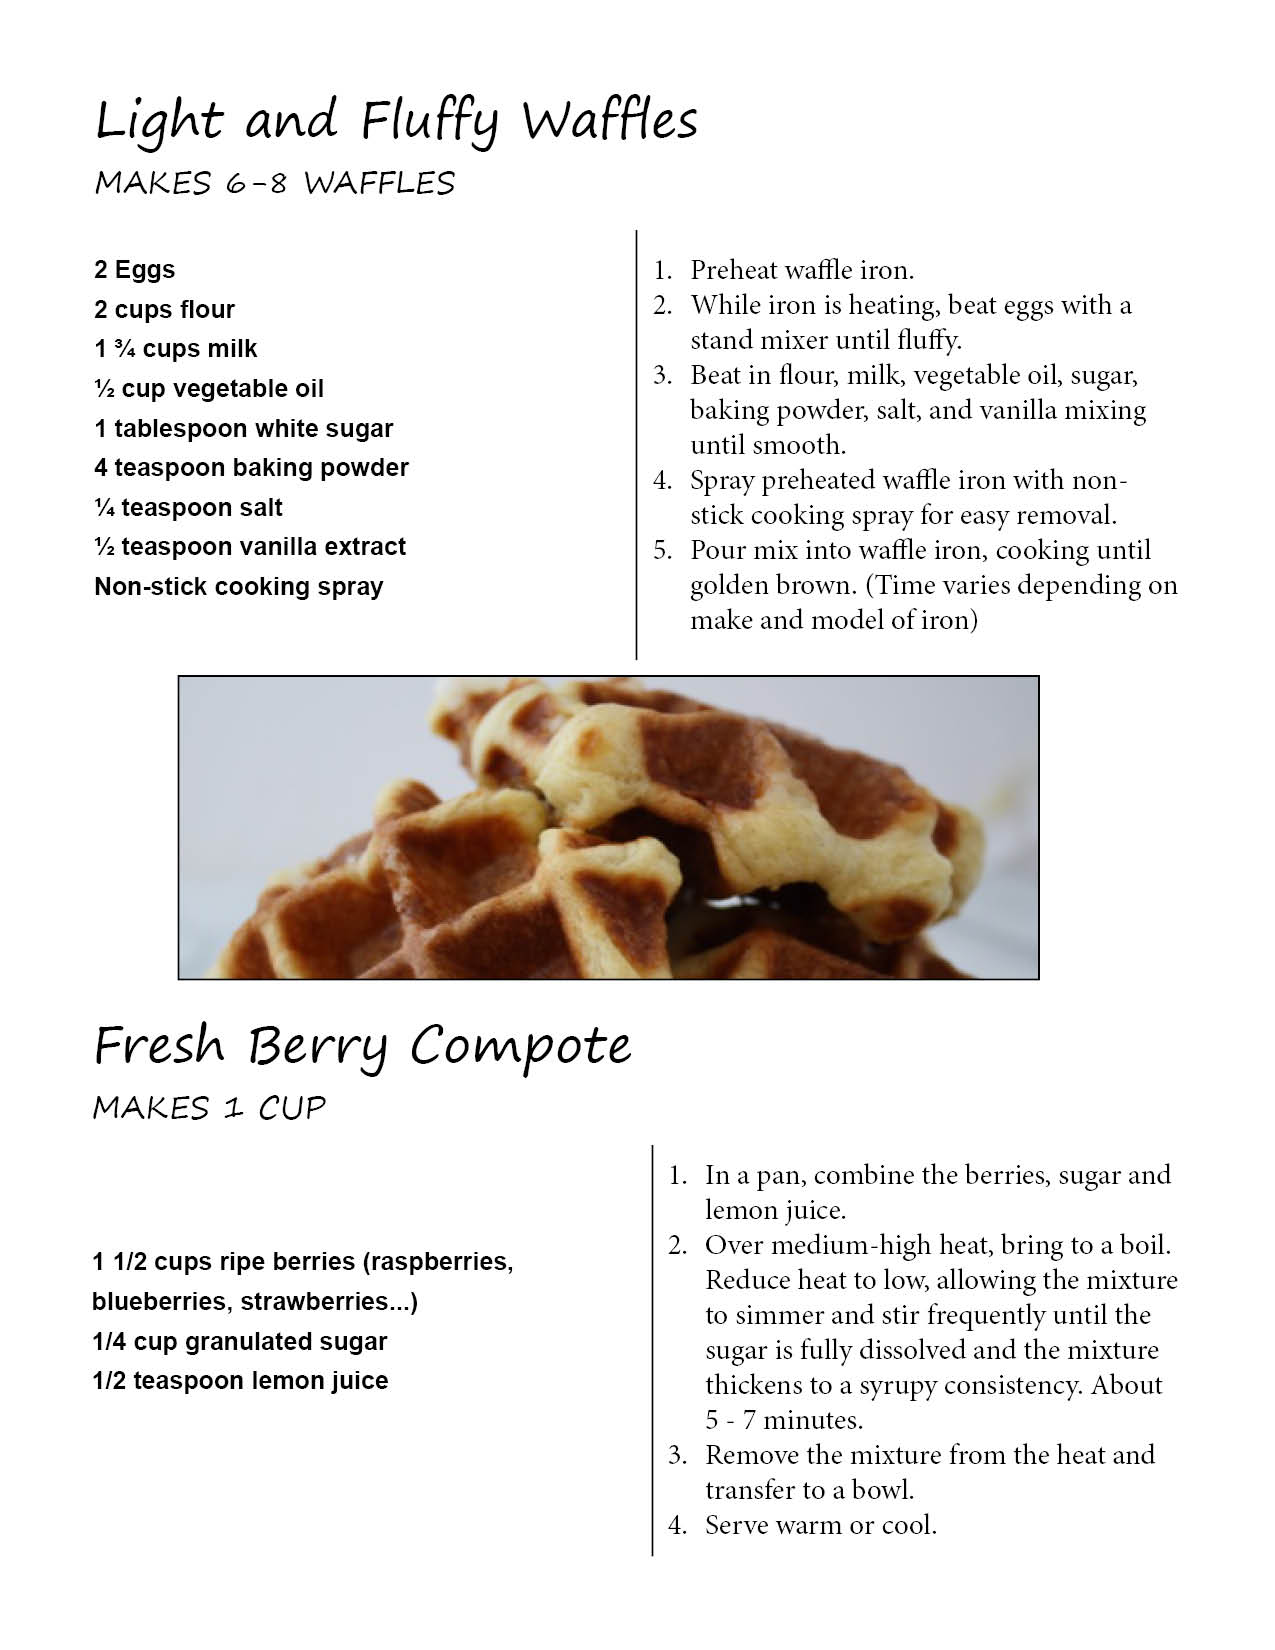 Light and Fluffy Waffles
MAKES 6-8 WAFFLES
2 Eggs
2 cups flour
1 ¾ cups milk
½ cup vegetable oil
1 tablespoon white sugar
4 teaspoon baking powder
¼ teaspoon salt
½ teaspoon vanilla extract
Non-stick cooking spray
1. Preheat waffle iron.
2. While iron is heating, beat eggs with a
stand mixer until fluffy.
3. Beat in flour, milk, vegetable oil, sugar,
baking powder, salt, and vanilla mixing
until smooth.
4. Spray preheated waffle iron with non-
stick cooking spray for easy removal.
5. Pour mix into waffle iron, cooking until
golden brown. (Time varies depending on
make and model of iron)
Fresh Berry Compote
MAKES 1 CUP
1 1/2 cups ripe berries (raspberries,
blueberries, strawberries...)
1/4 cup granulated sugar
1/2 teaspoon lemon juice
1. In a pan, combine the berries, sugar and
lemon juice.
2. Over medium-high heat, bring to a boil.
Reduce heat to low, allowing the mixture
to simmer and stir frequently until the
sugar is fully dissolved and the mixture
thickens to a syrupy consistency. About
5 - 7 minutes.
3. Remove the mixture from the heat and
transfer to a bowl.
4. Serve warm or cool.